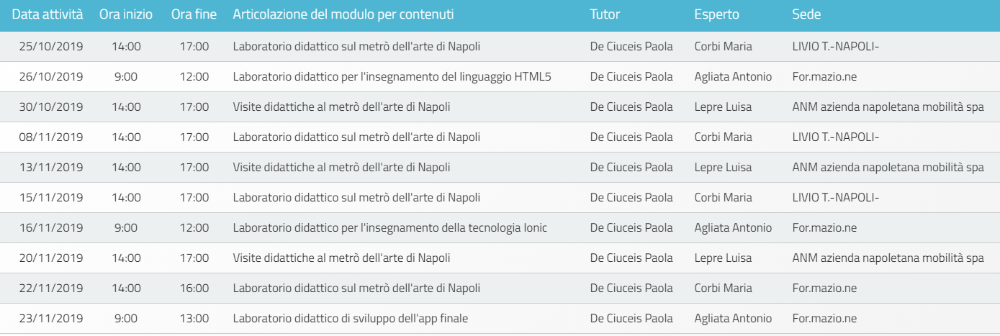 Data attività Ora inizio Ora fine Articolazione del modulo per contenuti Tutor Esperto Sede
25/10/2019 14:00 17:00 Laboratorio didattico sul metrò dell'arte di Napoli De Ciuceis Paola Corbi Maria LIVIO T.-NAPOLI-
26/10/2019 9:00 12:00 Laboratorio didattico per l'insegnamento del linguaggio HTML5 De Ciuceis Paola Agliata Antonio For.mazio.ne
30/10/2019 14:00 17:00 Visite didattiche al metrò dell'arte di Napoli De Ciuceis Paola Lepre Luisa ANM azienda napoletana mobilità spa
08/11/2019 14:00 17:00 Laboratorio didattico sul metrò dell'arte di Napoli De Ciuceis Paola Corbi Maria LIVIO T.-NAPOLI-
13/11/2019 14:00 17:00 Visite didattiche al metrò dell'arte di Napoli De Ciuceis Paola Lepre Luisa ANM azienda napoletana mobilità spa
15/11/2019 14:00 17:00 Laboratorio didattico sul metrò dell'arte di Napoli De Ciuceis Paola Corbi Maria LIVIO T.-NAPOLI-
16/11/2019 9:00 12:00 Laboratorio didattico per l'insegnamento della tecnologia Ionic De Ciuceis Paola Agliata Antonio For.mazio.ne
20/11/2019 14:00 17:00 Visite didattiche al metrò dell'arte di Napoli De Ciuceis Paola Lepre Luisa ANM azienda napoletana mobilità spa
22/11/2019 14:00 16:00 Laboratorio didattico sul metrò dell'arte di Napoli De Ciuceis Paola Corbi Maria For.mazio.ne
23/11/2019 9:00 13:00 Laboratorio didattico di sviluppo dell'app finale De Ciuceis Paola Agliata Antonio For.mazio.ne